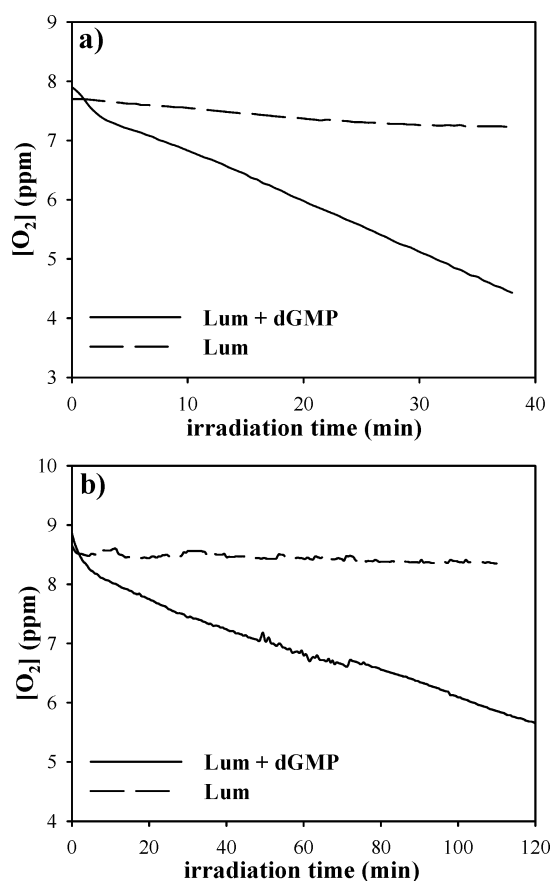 a)
9
8
7
6
5
4
3
[O₂] (ppm)
Lum + dGMP
Lum
0 10 20 30 40
irradiation time (min)
b)
10
9
8
7
6
5
4
[O₂] (ppm)
Lum + dGMP
Lum
0 20 40 60 80 100 120
irradiation time (min)